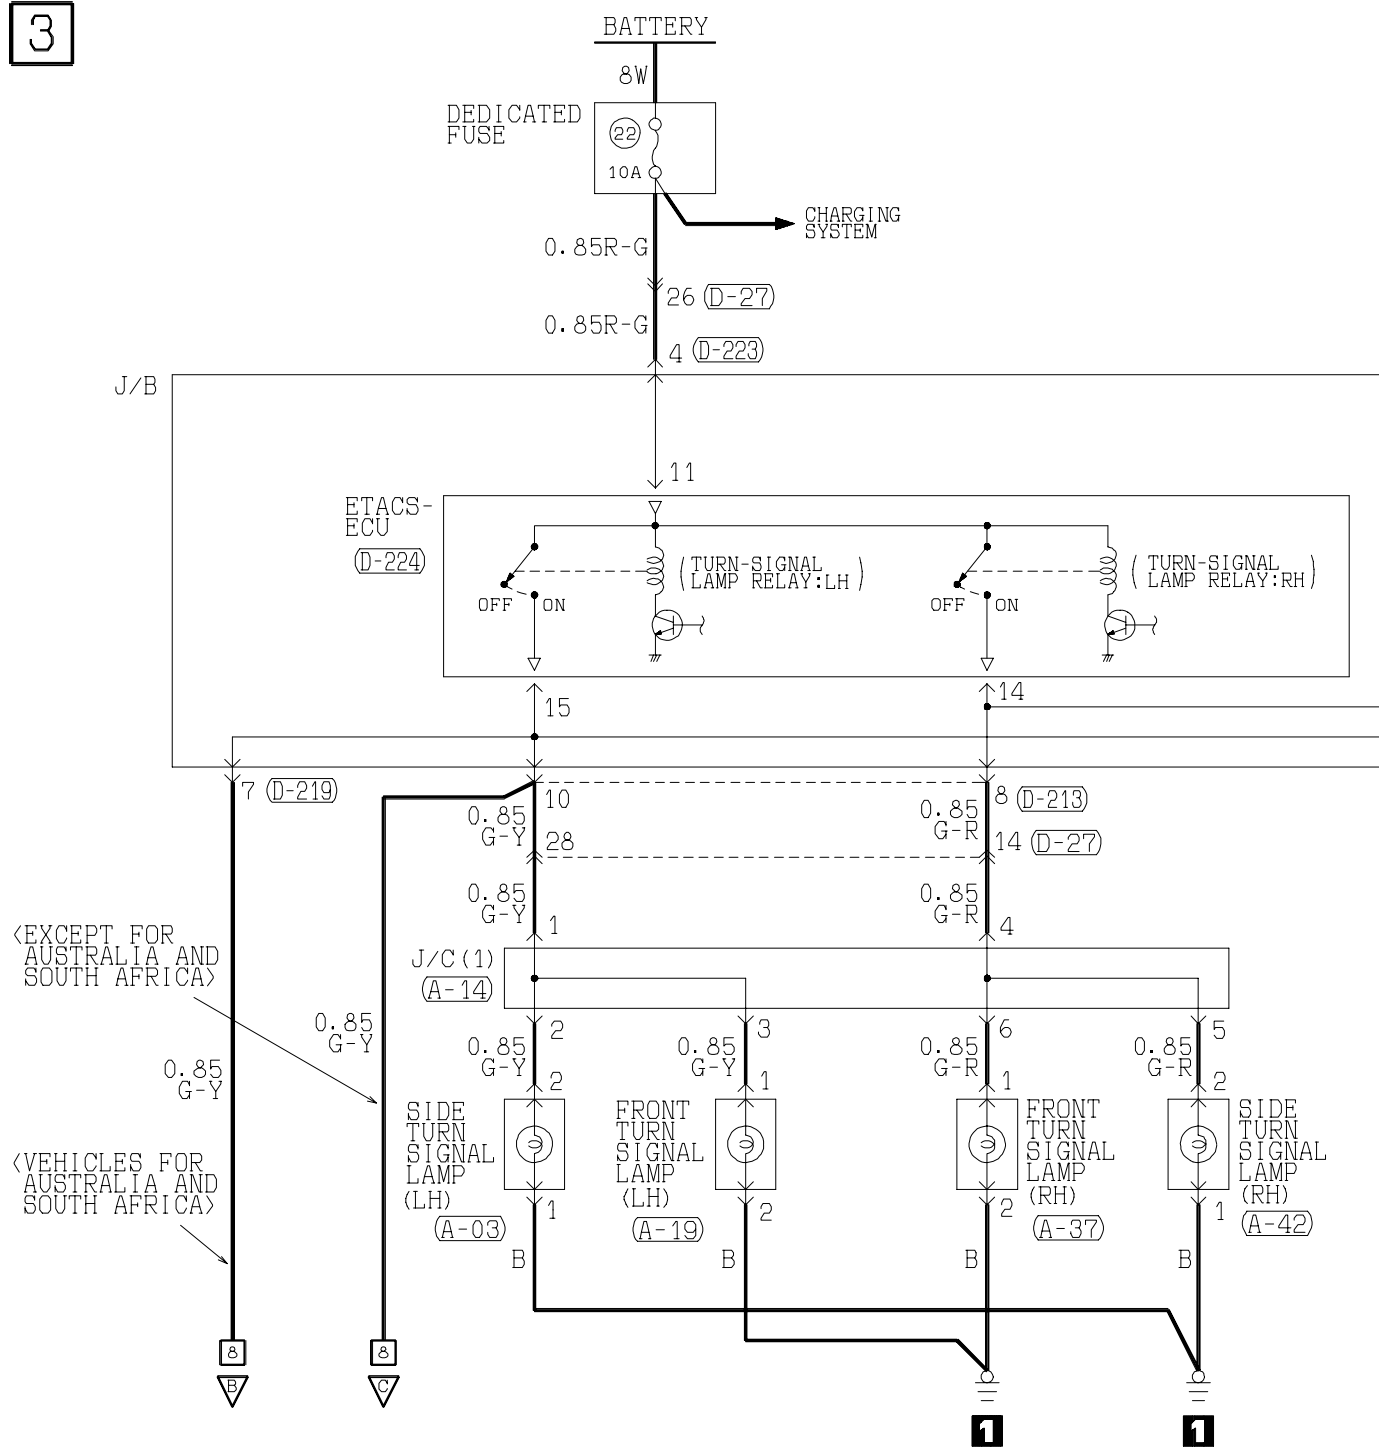 3
BATTERY
8W
DEDICATED
FUSE
22
10A
CHARGING
SYSTEM
0.85R-G
26 (D-27)
0.85R-G
4 (D-223)
J/B
11
ETACS-
ECU
(D-224)
(TURN-SIGNAL
LAMP RELAY:LH)
(TURN-SIGNAL
LAMP RELAY:RH)
OFF ON
OFF ON
15
14
7 (D-219)
10
8 (D-213)
0.85
G-Y
0.85
G-R
28
14 (D-27)
0.85
G-Y
0.85
G-R
1
4
<EXCEPT FOR
AUSTRALIA AND
SOUTH AFRICA>
J/C(1)
(A-14)
2
3
6
5
0.85
G-Y
0.85
G-Y
0.85
G-Y
0.85
G-Y
0.85
G-R
0.85
G-R
2
1
1
2
SIDE
TURN
SIGNAL
LAMP
(LH)
FRONT
TURN
SIGNAL
LAMP
(LH)
FRONT
TURN
SIGNAL
LAMP
(RH)
SIDE
TURN
SIGNAL
LAMP
(RH)
<VEHICLES FOR
AUSTRALIA AND
SOUTH AFRICA>
1
2
2
1
(A-03)
(A-19)
(A-37)
(A-42)
B
B
B
B
8
8
B
C
1
1